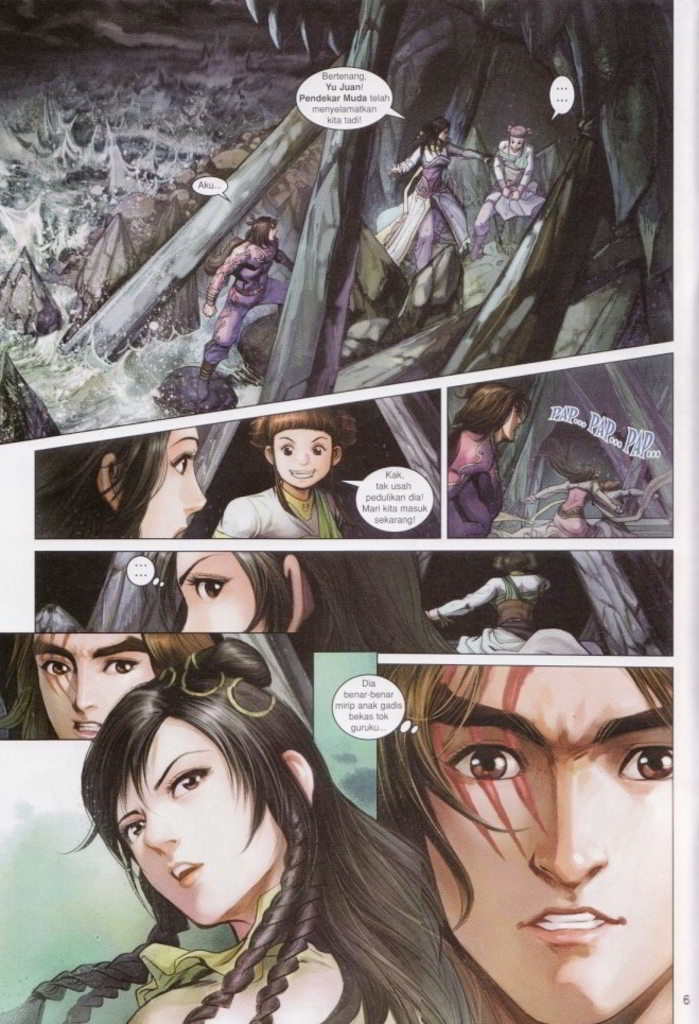 Bertenang,
Yu Juan!
Pendekar Muda telah
menyelamatkan
kita tadi!
...
...
Aku...
Kak,
tak usah
pedulikan dia!
Mari kita masuk
sekarang!
PAP... PAP... PAP...
...
...
Dia
benar-benar
mirip anak gadis
bekas tok
guruku...
6